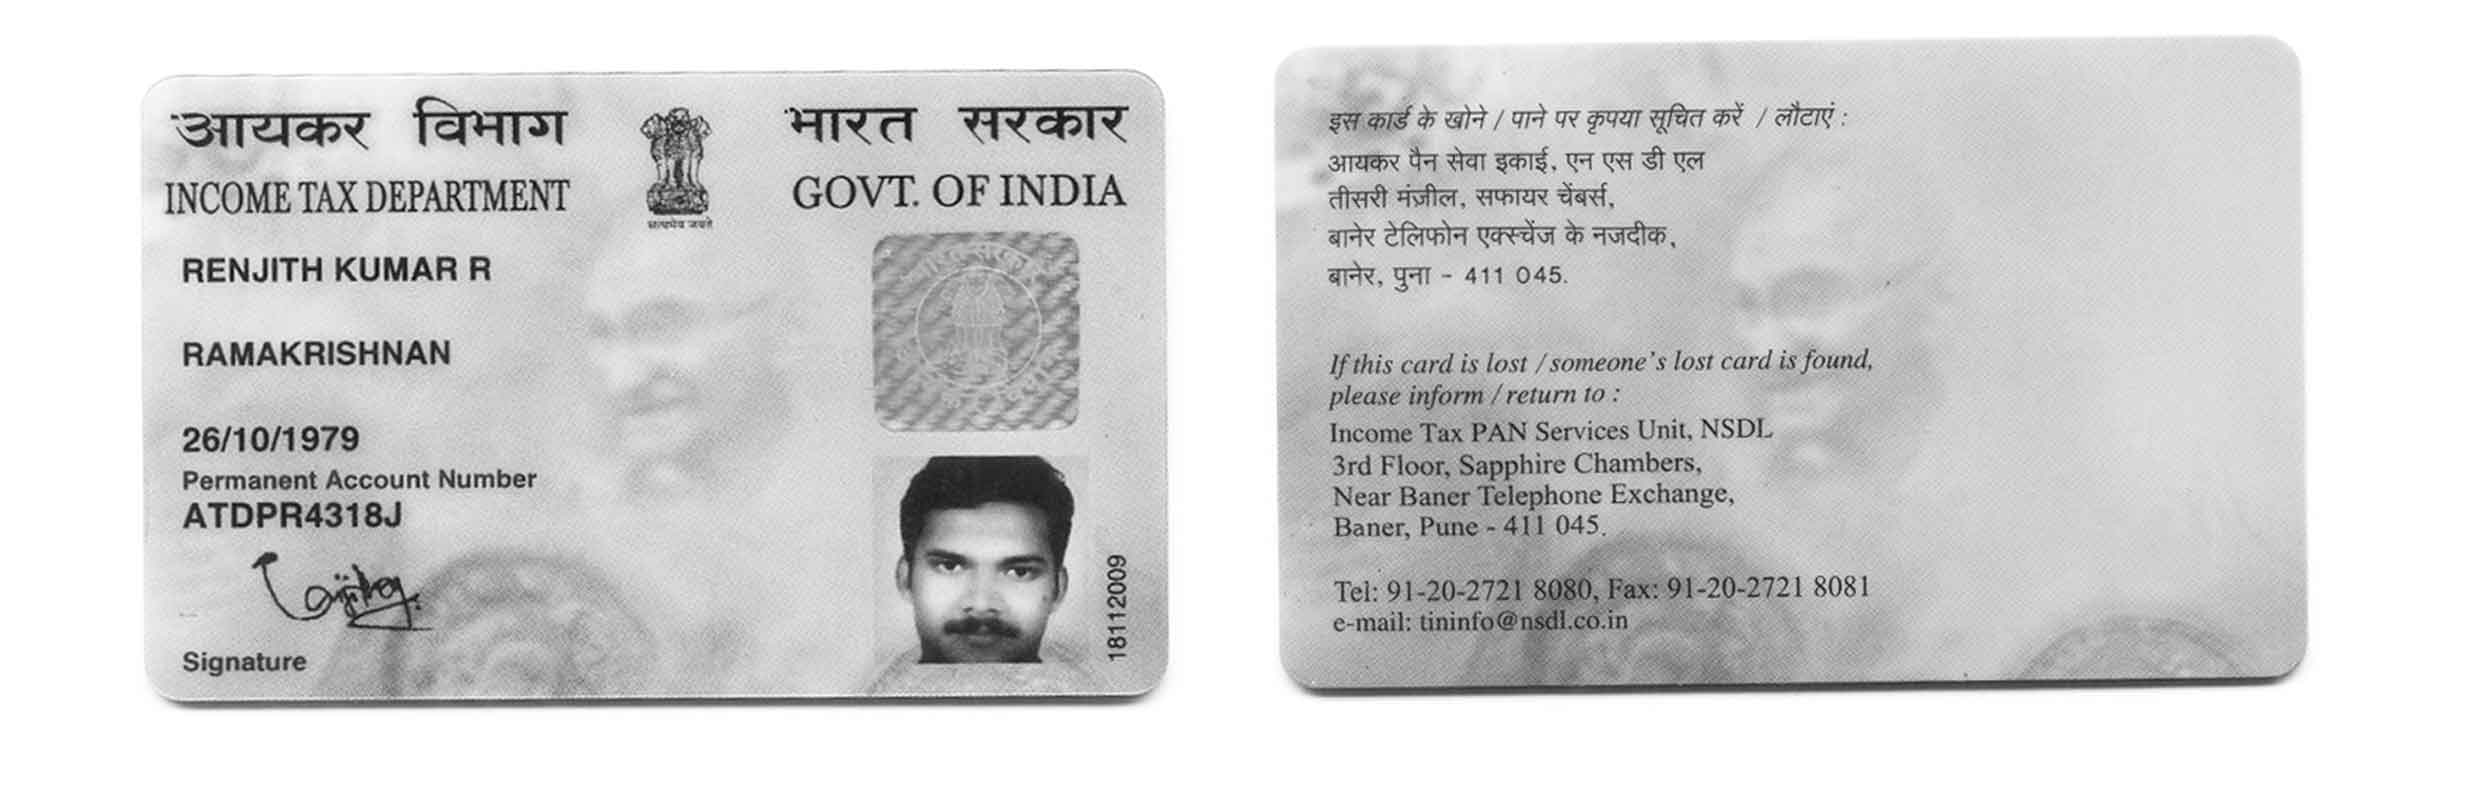 आयकर विभाग
INCOME TAX DEPARTMENT
सत्यमेव जयते
भारत सरकार
GOVT. OF INDIA
RENJITH KUMAR R
RAMAKRISHNAN
26/10/1979
Permanent Account Number
ATDPR4318J
Signature
18112009
इस कार्ड के खोने / पाने पर कृपया सूचित करें / लौटाएं :
आयकर पैन सेवा इकाई, एन एस डी एल
तीसरी मंज़ील, सफायर चेंबर्स,
बानेर टेलिफोन एक्स्चेंज के नजदीक,
बानेर, पुना - 411 045.
If this card is lost / someone's lost card is found,
please inform / return to :
Income Tax PAN Services Unit, NSDL
3rd Floor, Sapphire Chambers,
Near Baner Telephone Exchange,
Baner, Pune - 411 045.
Tel: 91-20-2721 8080, Fax: 91-20-2721 8081
e-mail: tininfo@nsdl.co.in